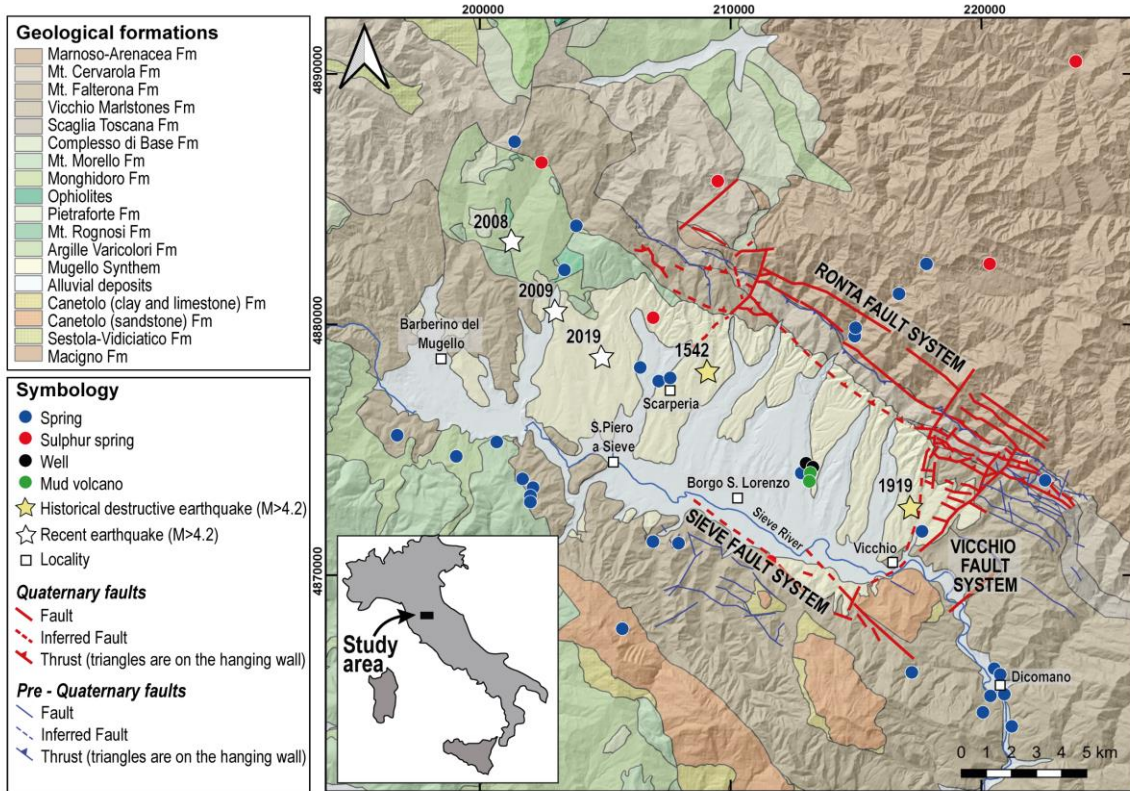 Geological formations
Marnoso-Arenacea Fm
Mt. Cervarola Fm
Mt. Falterona Fm
Vicchio Marlstones Fm
Scaglia Toscana Fm
Complesso di Base Fm
Mt. Morello Fm
Monghidoro Fm
Ophiolites
Pietraforte Fm
Mt. Rognosi Fm
Argille Varicolori Fm
Mugello Synthem
Alluvial deposits
Canetolo (clay and limestone) Fm
Canetolo (sandstone) Fm
Sestola-Vidiciatico Fm
Macigno Fm
Symbology
Spring
Sulphur spring
Well
Mud volcano
Historical destructive earthquake (M>4.2)
Recent earthquake (M>4.2)
Locality
Quaternary faults
Fault
Inferred Fault
Thrust (triangles are on the hanging wall)
Pre - Quaternary faults
Fault
Inferred Fault
Thrust (triangles are on the hanging wall)
200000
210000
220000
4890000
4880000
4870000
2008
2009
2019
1542
1919
Barberino del
Mugello
Scarperia
S.Piero
a Sieve
Borgo S. Lorenzo
Sieve River
Vicchio
Dicomano
RONTA FAULT SYSTEM
SIEVE FAULT SYSTEM
VICCHIO
FAULT
SYSTEM
Study
area
0 1 2 3 4 5 km